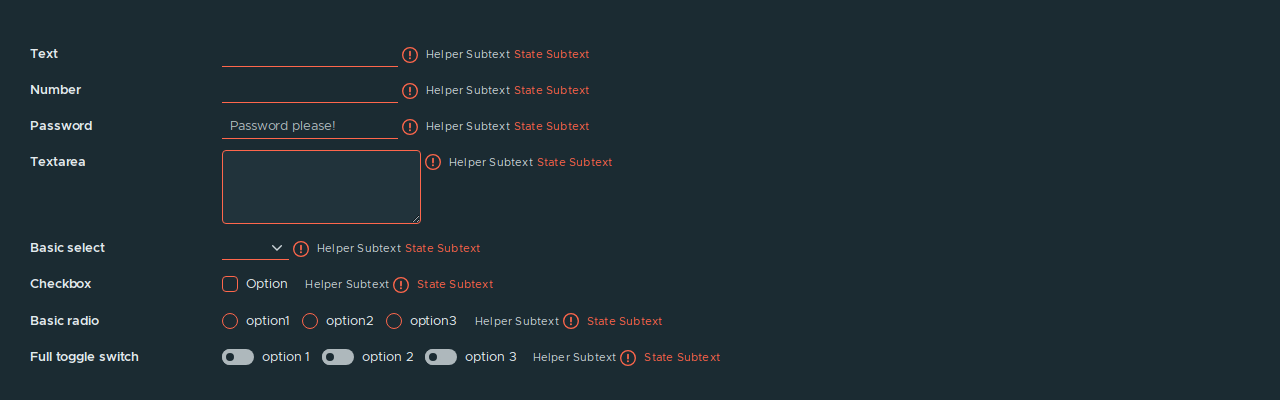 Text Helper Subtext State Subtext
Number Helper Subtext State Subtext
Password Password please! Helper Subtext State Subtext
Textarea Helper Subtext State Subtext
Basic select Helper Subtext State Subtext
Checkbox Option Helper Subtext State Subtext
Basic radio option1 option2 option3 Helper Subtext State Subtext
Full toggle switch option 1 option 2 option 3 Helper Subtext State Subtext